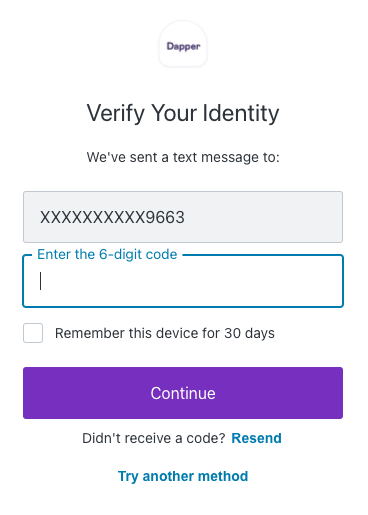 Dapper
Verify Your Identity
We've sent a text message to:
XXXXXXXXXX9663
Enter the 6-digit code
Remember this device for 30 days
Continue
Didn't receive a code? Resend
Try another method